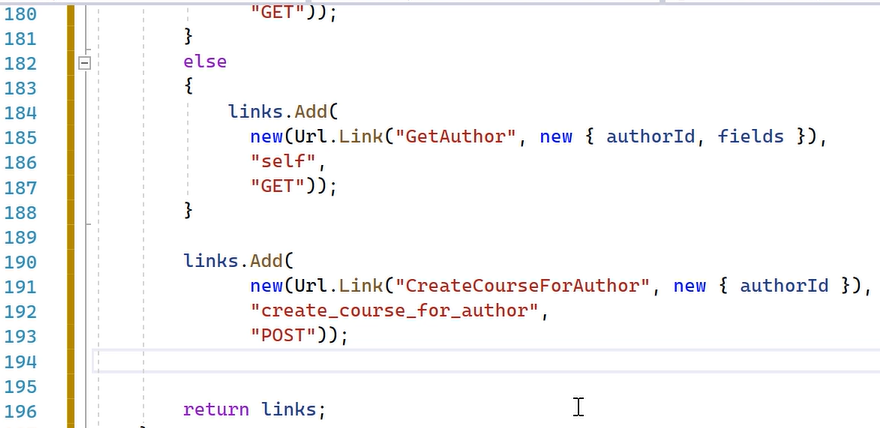 180 "GET"));
181 }
182 else
183 {
184 links.Add(
185 new(Url.Link("GetAuthor", new { authorId, fields }),
186 "self",
187 "GET"));
188 }
189
190 links.Add(
191 new(Url.Link("CreateCourseForAuthor", new { authorId }),
192 "create_course_for_author",
193 "POST"));
194
195
196 return links;